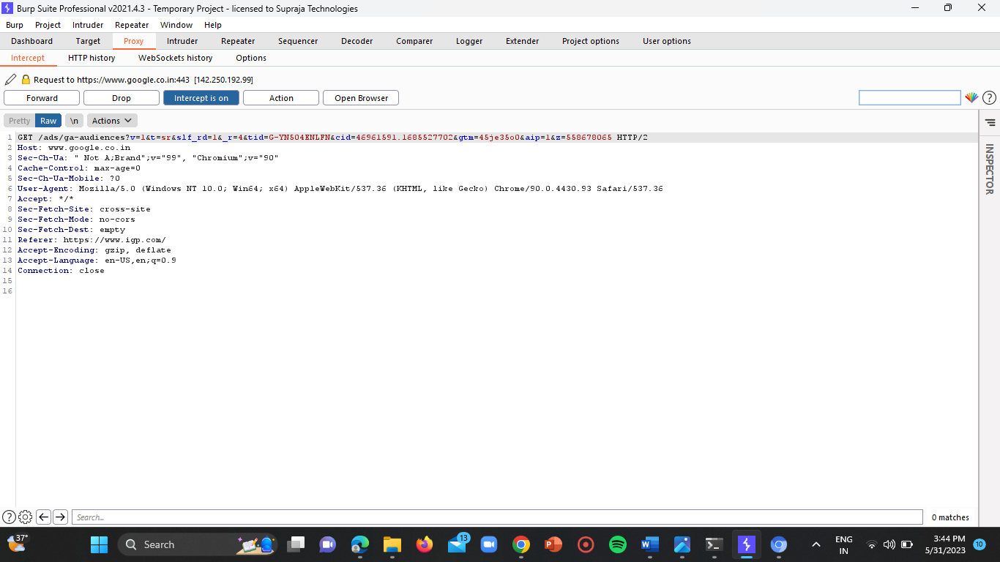 Burp Suite Professional v2021.4.3 - Temporary Project - licensed to Supraja Technologies
Burp Project Intruder Repeater Window Help
Dashboard Target Proxy Intruder Repeater Sequencer Decoder Comparer Logger Extender Project options User options
Intercept HTTP history WebSockets history Options
Request to https://www.google.co.in:443 [142.250.192.99]
Forward Drop Intercept is on Action Open Browser
Pretty Raw \n Actions
1 GET /ads/ga-audiences?v=1&t=sr&slf_rd=1&_r=4&tid=G-YN504ENLFN&cid=46961591.1685527702&gtm=45je35o0&aip=1&z=558678065 HTTP/2
2 Host: www.google.co.in
3 Sec-Ch-Ua: " Not A;Brand";v="99", "Chromium";v="90"
4 Cache-Control: max-age=0
5 Sec-Ch-Ua-Mobile: ?0
6 User-Agent: Mozilla/5.0 (Windows NT 10.0; Win64; x64) AppleWebKit/537.36 (KHTML, like Gecko) Chrome/90.0.4430.93 Safari/537.36
7 Accept: */*
8 Sec-Fetch-Site: cross-site
9 Sec-Fetch-Mode: no-cors
10 Sec-Fetch-Dest: empty
11 Referer: https://www.igp.com/
12 Accept-Encoding: gzip, deflate
13 Accept-Language: en-US,en;q=0.9
14 Connection: close
15
16
INSPECTOR
Search... 0 matches
37° Search 13 ENG 3:44 PM
IN 5/31/2023 10